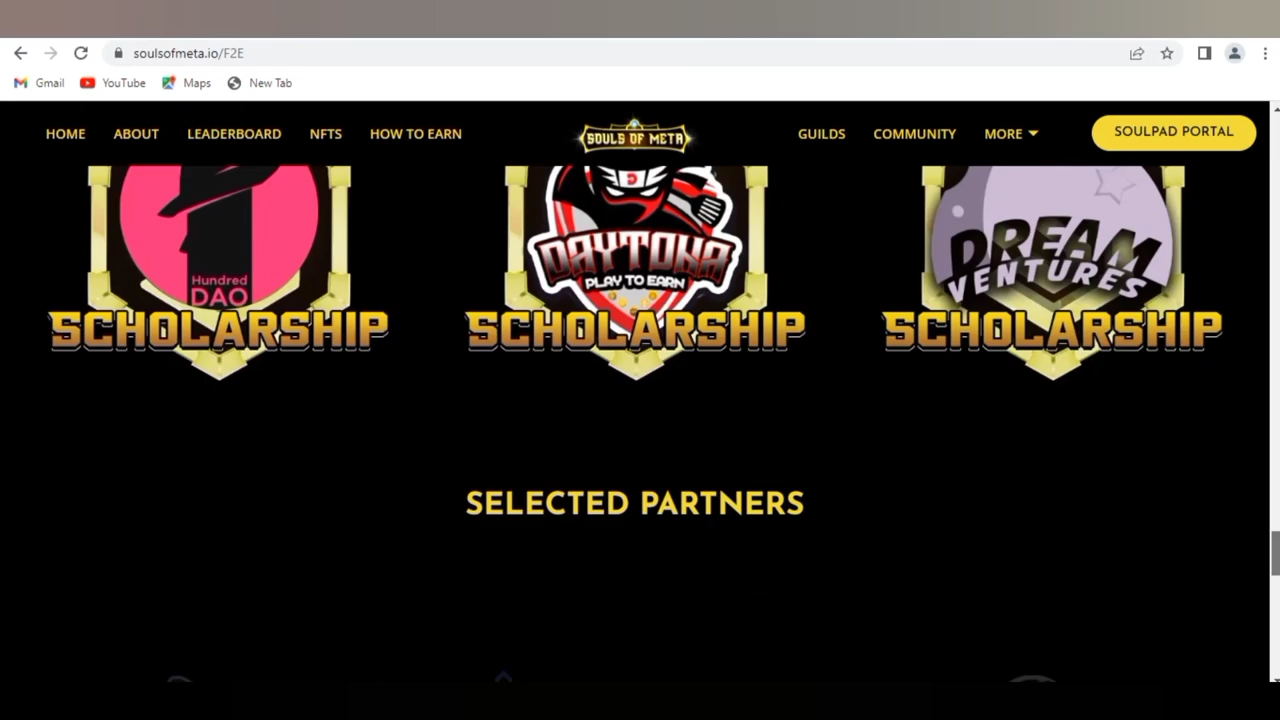 soulsofmeta.io/F2E
Gmail YouTube Maps New Tab
HOME ABOUT LEADERBOARD NFTS HOW TO EARN SOULS OF META GUILDS COMMUNITY MORE SOULPAD PORTAL
Hundred
DAO
SCHOLARSHIP
DAYTOKA
PLAY TO EARN
SCHOLARSHIP
DREAM
VENTURES
SCHOLARSHIP
SELECTED PARTNERS